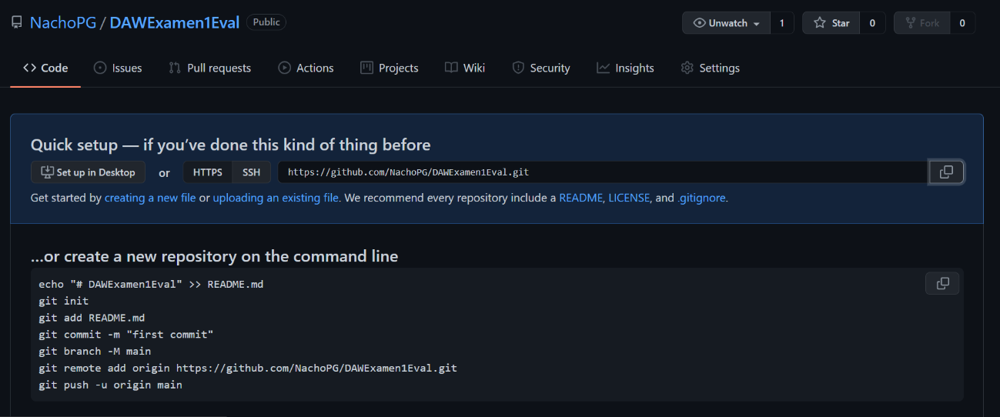 NachoPG / DAWExamen1Eval Public Unwatch 1 Star 0 Fork 0
Code Issues Pull requests Actions Projects Wiki Security Insights Settings
Quick setup — if you’ve done this kind of thing before
Set up in Desktop or HTTPS SSH https://github.com/NachoPG/DAWExamen1Eval.git
Get started by creating a new file or uploading an existing file. We recommend every repository include a README, LICENSE, and .gitignore.
…or create a new repository on the command line
echo "# DAWExamen1Eval" >> README.md
git init
git add README.md
git commit -m "first commit"
git branch -M main
git remote add origin https://github.com/NachoPG/DAWExamen1Eval.git
git push -u origin main